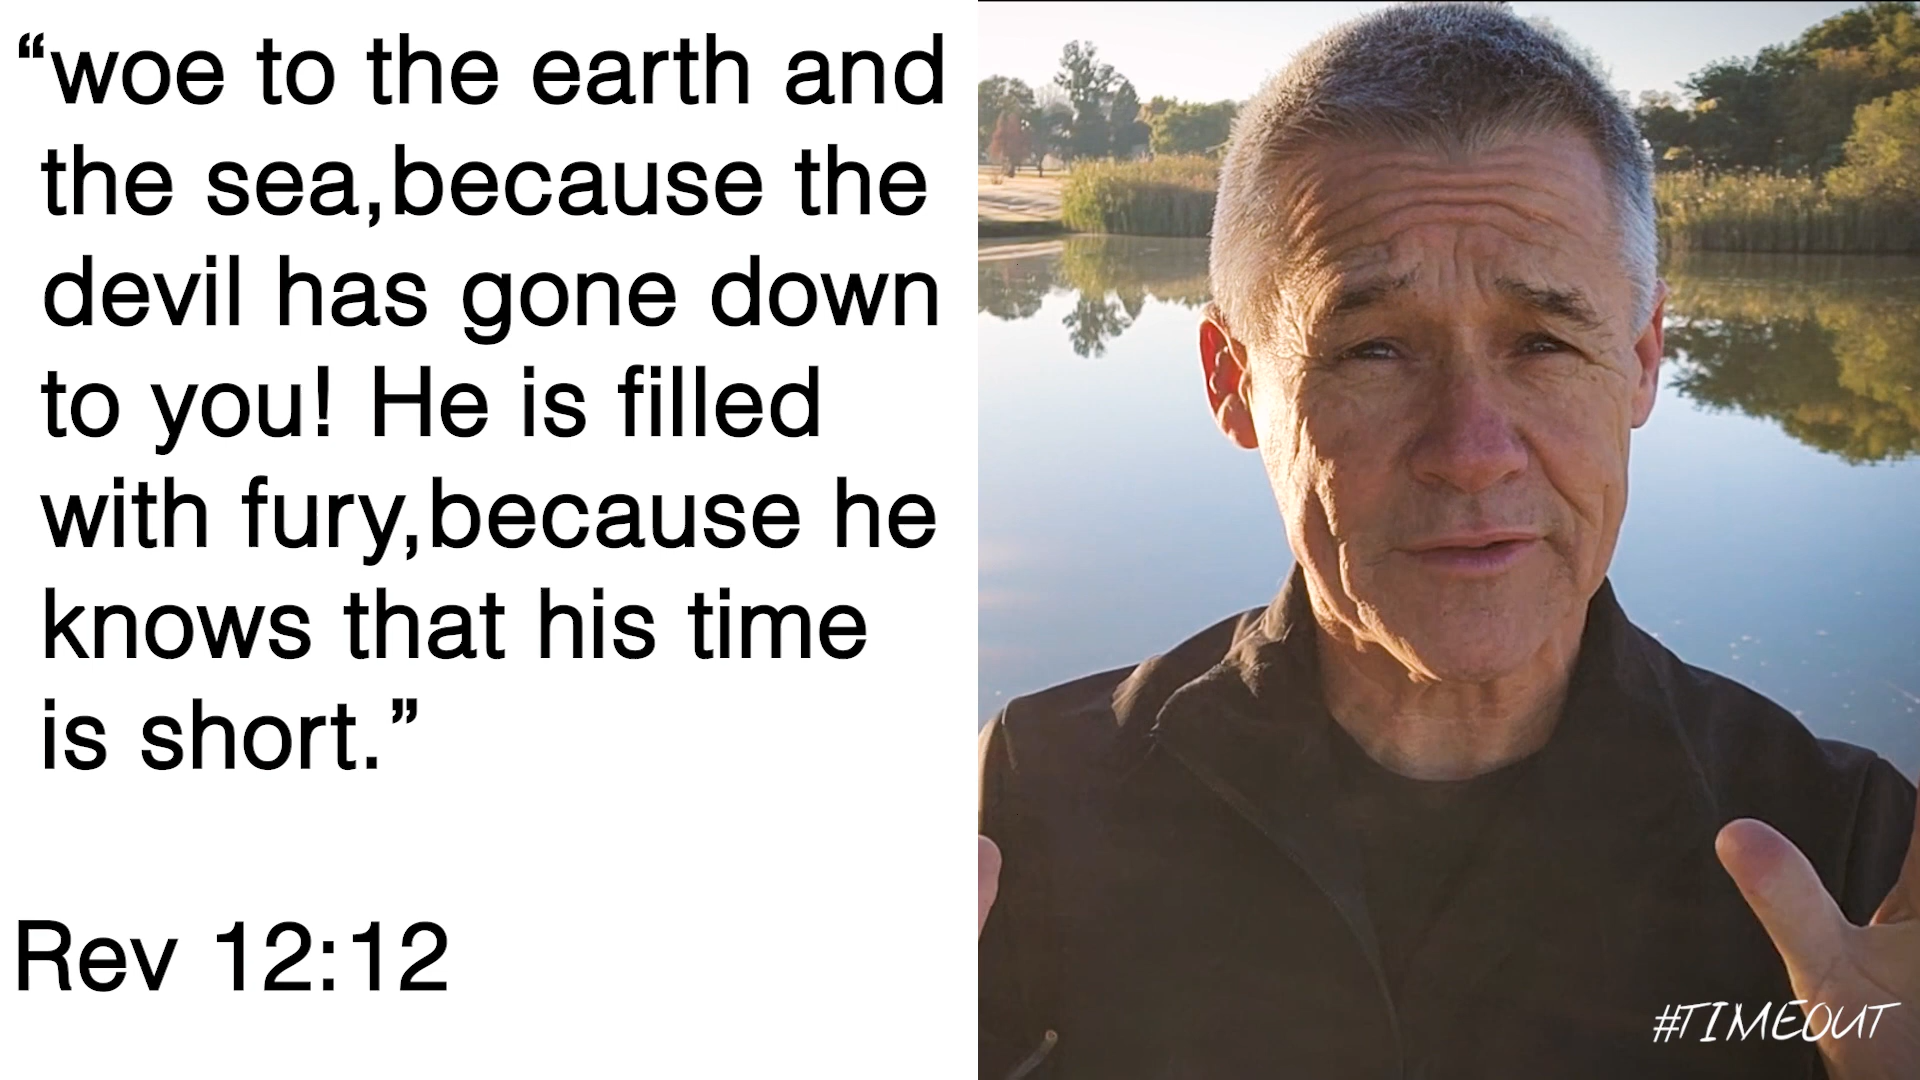 “woe to the earth and
the sea,because the
devil has gone down
to you! He is filled
with fury,because he
knows that his time
is short.”
Rev 12:12
#TIMEOUT